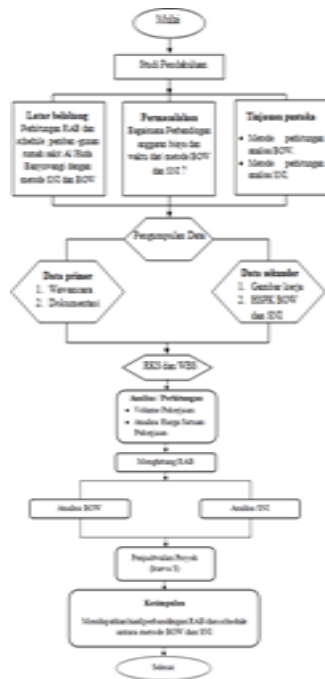 Mulai
Studi Pendahuluan
Latar belakang
Perhitungan RAB dan
schedule pembangunan
rumah sakit Al Huda
Banyuwangi dengan
metode SNI dan BOW
Permasalahan
Bagaimana Perbandingan
anggaran biaya dan
waktu dari metode BOW
dan SNI ?
Tinjauan pustaka
• Metode perhitungan
analisa BOW.
• Metode perhitungan
analisa SNI.
Pengumpulan Data
Data primer
1. Wawancara
2. Dokumentasi
Data sekunder
1. Gambar kerja
2. HSPK BOW
dan SNI
RKS dan WBS
Analisa Perhitungan
• Volume Pekerjaan
• Analisa Harga Satuan
Pekerjaan
Menghitung RAB
Analisa BOW
Analisa SNI
Penjadwalan Proyek
(kurva S)
Kesimpulan
Mendapatkan hasil perbandingan RAB dan schedule
antara metode BOW dan SNI
Selesai